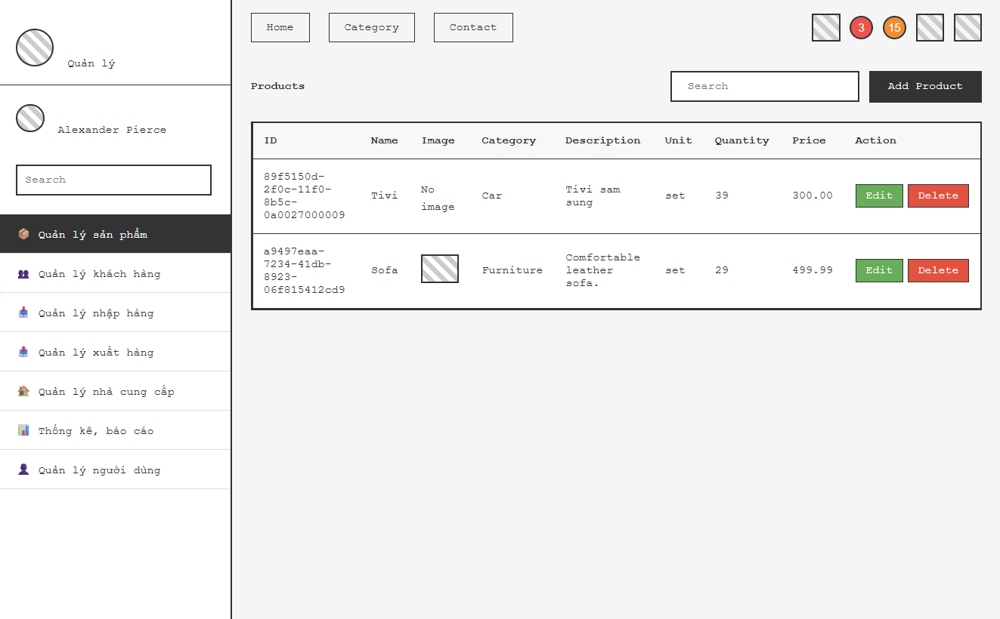 Quản lý
Alexander Pierce
Search
Quản lý sản phẩm
Quản lý khách hàng
Quản lý nhập hàng
Quản lý xuất hàng
Quản lý nhà cung cấp
Thống kê, báo cáo
Quản lý người dùng
Home Category Contact 3 15
Products Search Add Product
ID Name Image Category Description Unit Quantity Price Action
89f5150d-
2f0c-11f0-
8b5c-
0a0027000009
Tivi
No
image
Car
Tivi sam
sung
set
39
300.00
Edit Delete
a9497eaa-
7234-41db-
8923-
06f815412cd9
Sofa
Furniture
Comfortable
leather
sofa.
set
29
499.99
Edit Delete